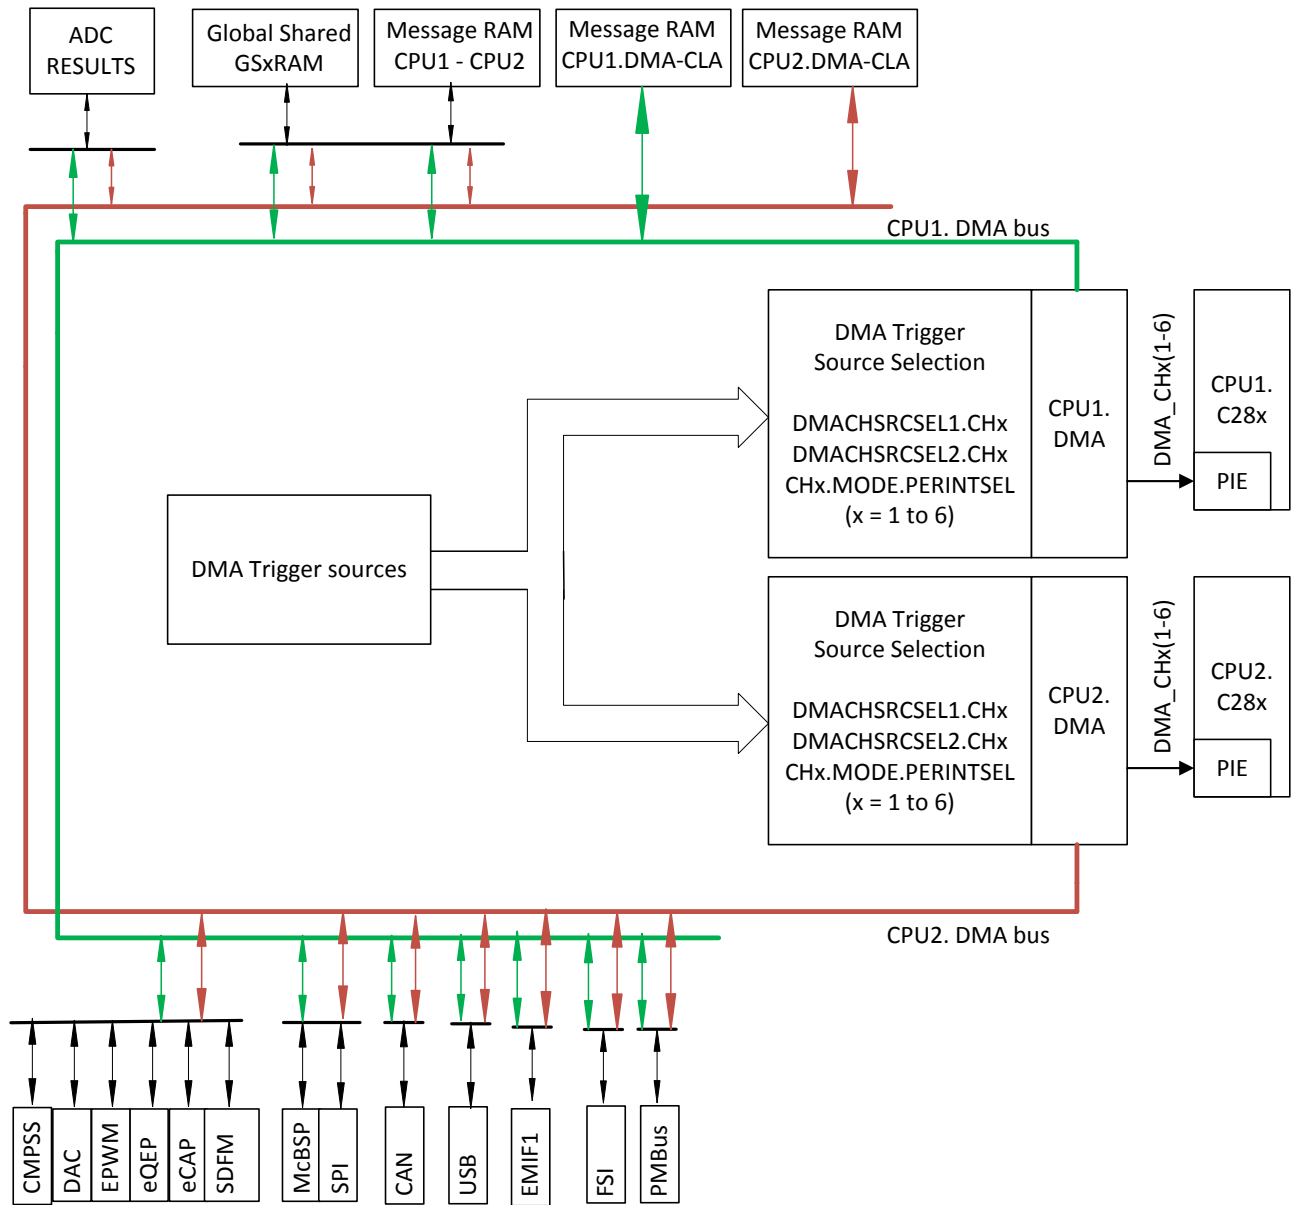 ADC
RESULTS
Global Shared
GSxRAM
Message RAM
CPU1 - CPU2
Message RAM
CPU1.DMA-CLA
Message RAM
CPU2.DMA-CLA
CPU1. DMA bus
DMA Trigger
Source Selection
DMACHSRCSEL1.CHx
DMACHSRCSEL2.CHx
CHx.MODE.PERINTSEL
(x = 1 to 6)
CPU1.
DMA
DMA_CHx(1-6)
CPU1.
C28x
PIE
DMA Trigger sources
DMA Trigger
Source Selection
DMACHSRCSEL1.CHx
DMACHSRCSEL2.CHx
CHx.MODE.PERINTSEL
(x = 1 to 6)
CPU2.
DMA
DMA_CHx(1-6)
CPU2.
C28x
PIE
CPU2. DMA bus
CMPSS
DAC
EPWM
eQEP
eCAP
SDFM
McBSP
SPI
CAN
USB
EMIF1
FSI
PMBus